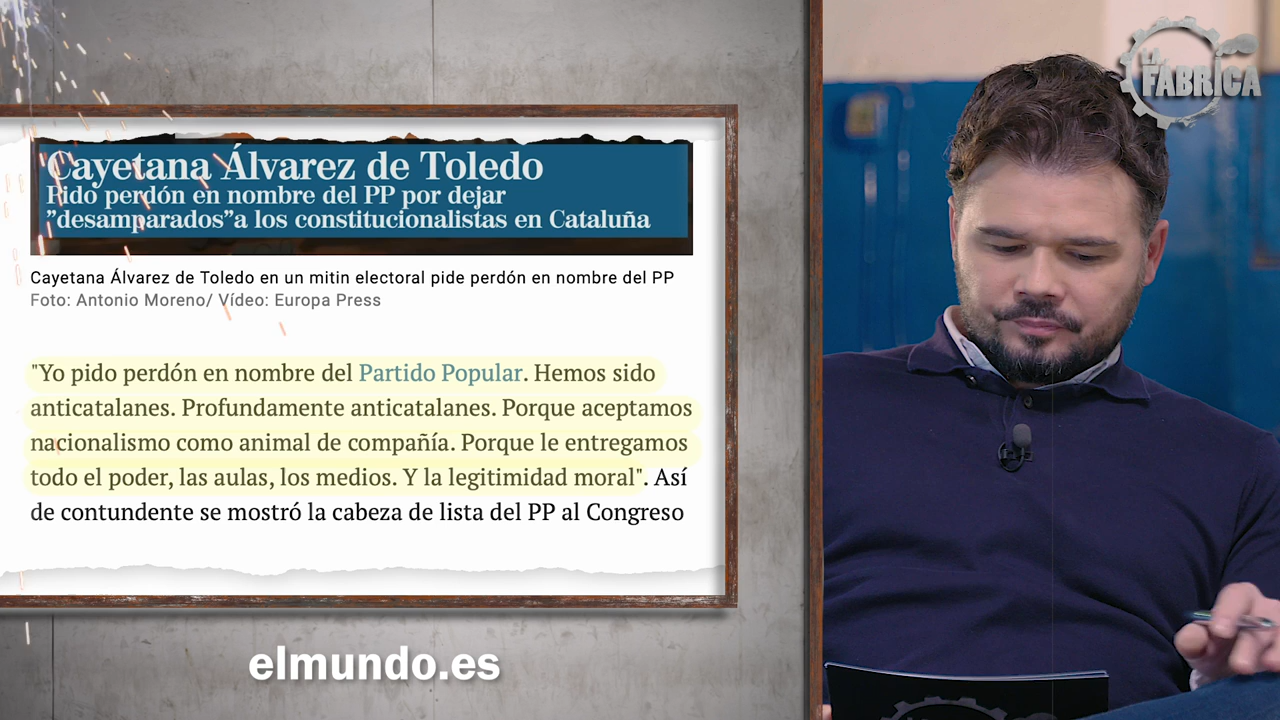 Cayetana Álvarez de Toledo
Pido perdón en nombre del PP por dejar
"desamparados"a los constitucionalistas en Cataluña
Cayetana Álvarez de Toledo en un mitin electoral pide perdón en nombre del PP
Foto: Antonio Moreno/ Vídeo: Europa Press
"Yo pido perdón en nombre del Partido Popular. Hemos sido
anticatalanes. Profundamente anticatalanes. Porque aceptamos
nacionalismo como animal de compañía. Porque le entregamos
todo el poder, las aulas, los medios. Y la legitimidad moral". Así
de contundente se mostró la cabeza de lista del PP al Congreso
elmundo.es
LA
FÁBRICA